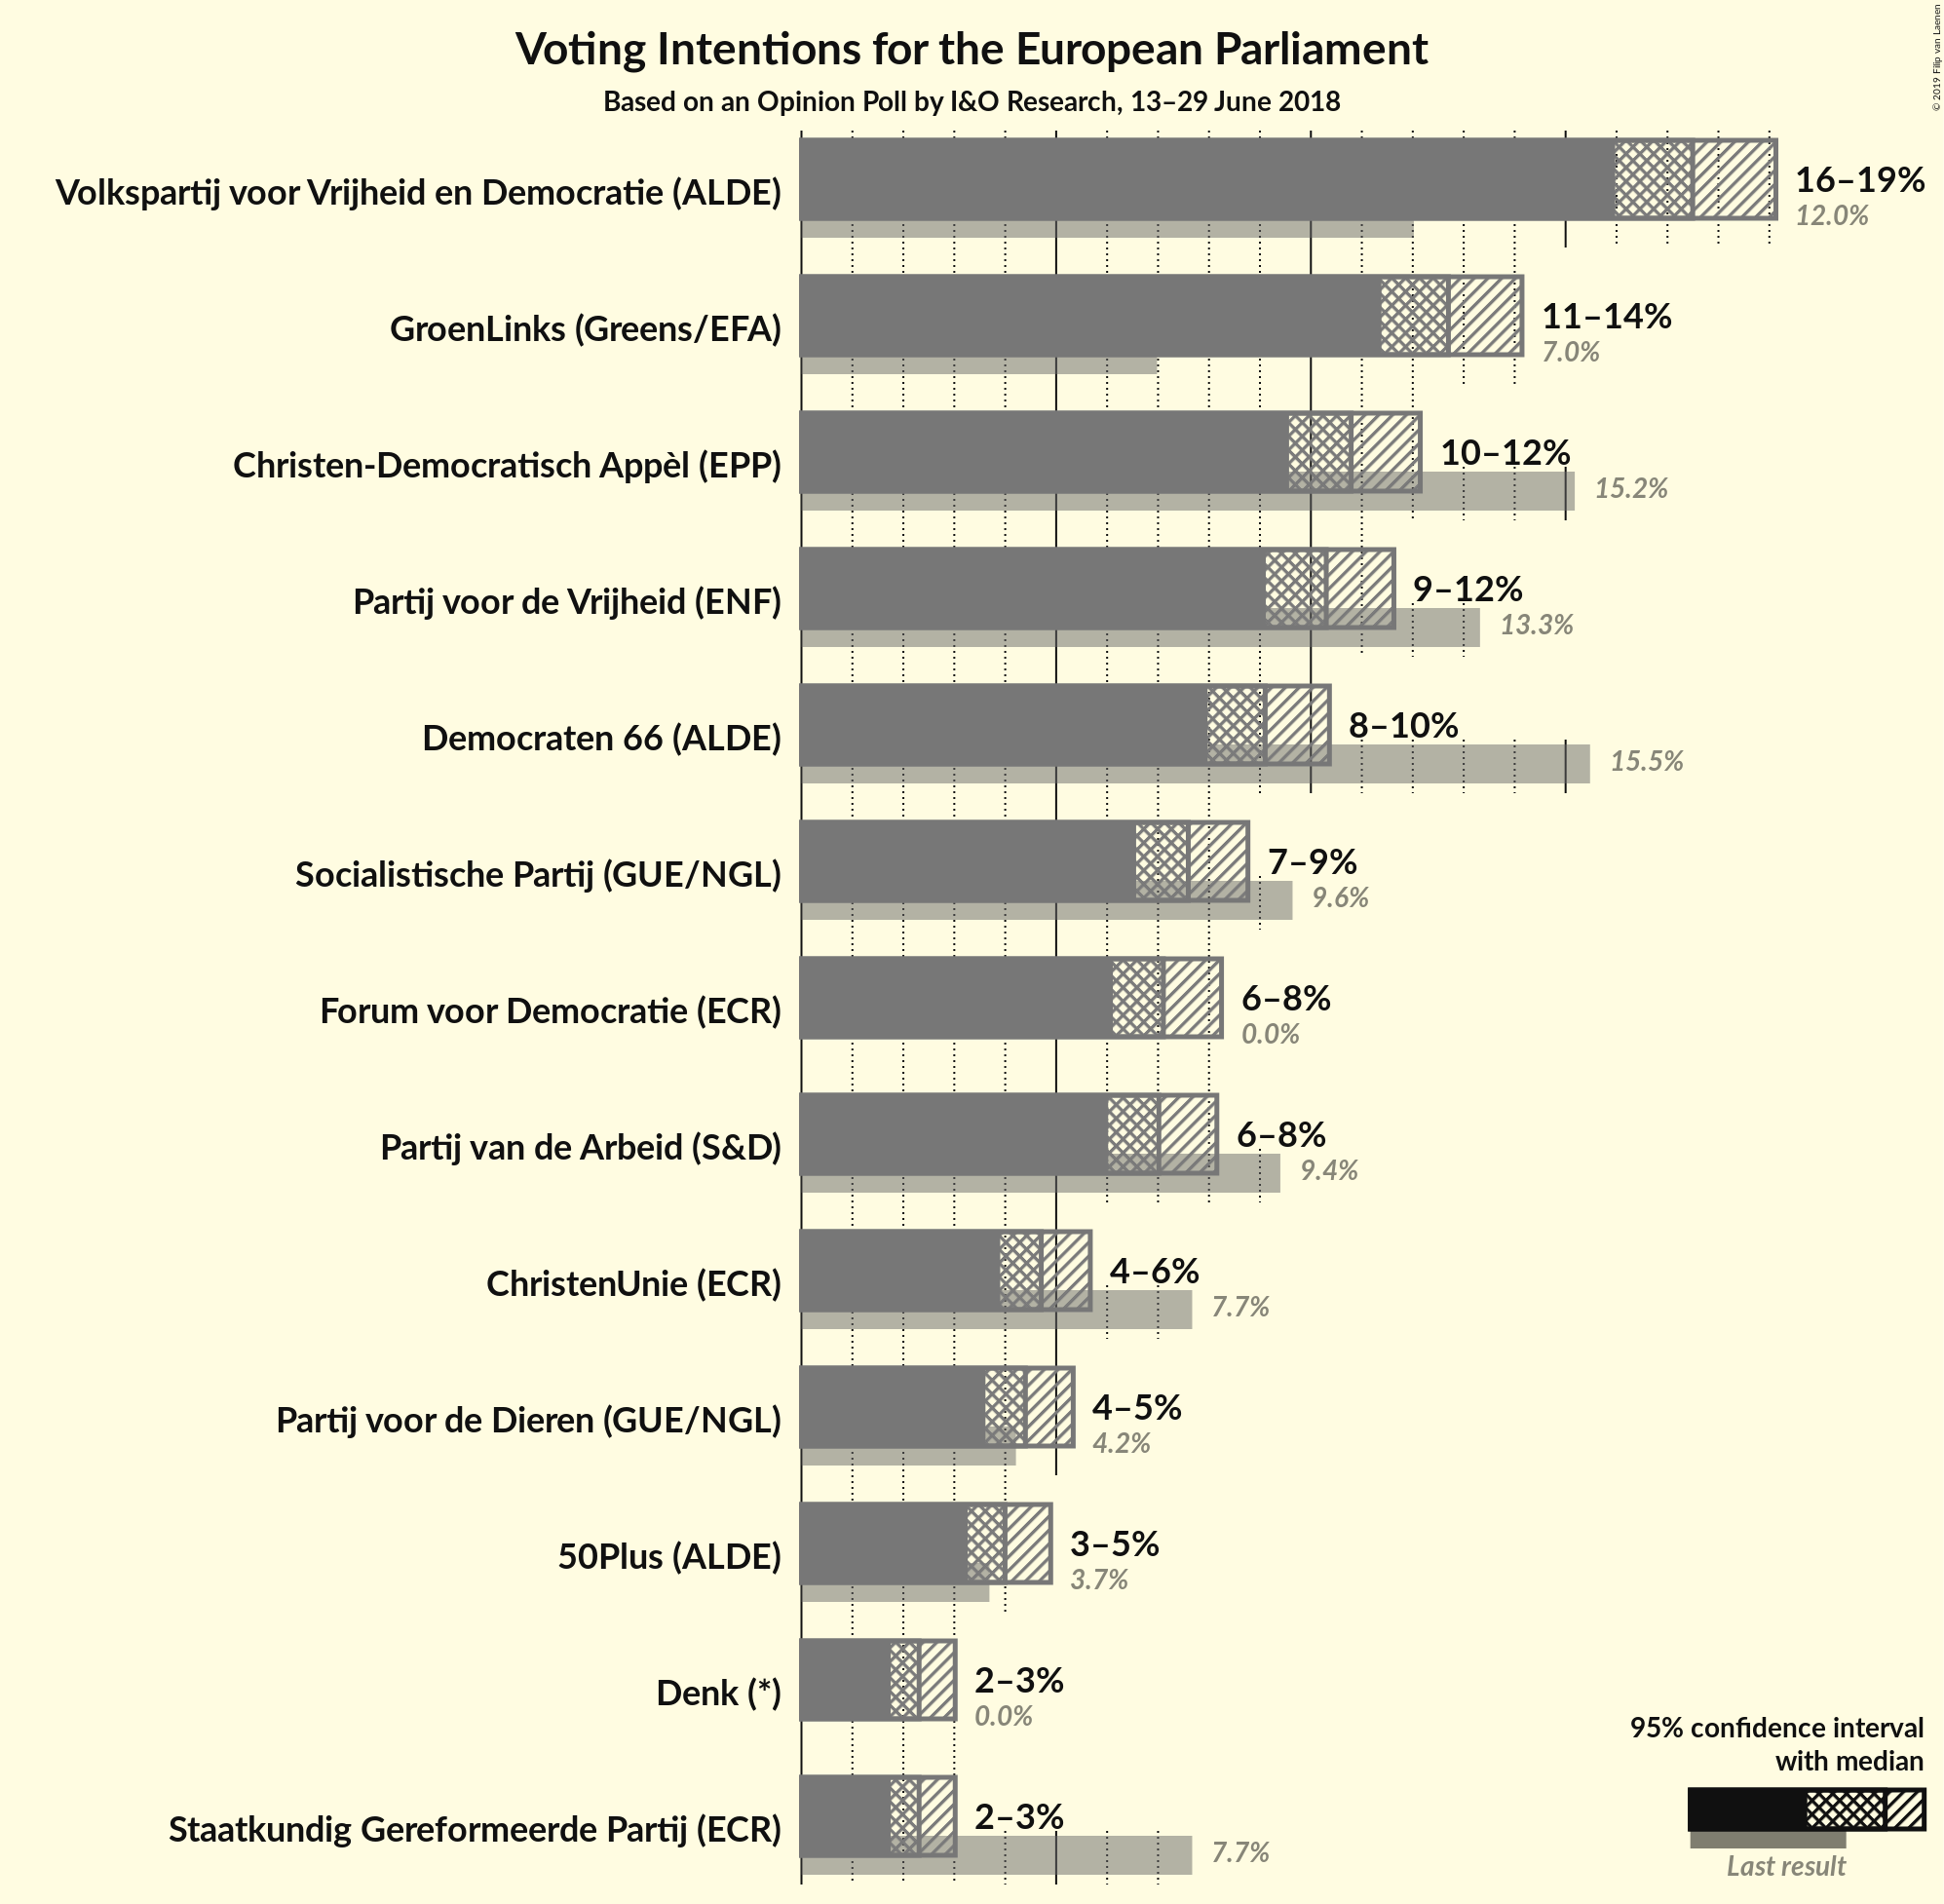 Voting Intentions for the European Parliament
Based on an Opinion Poll by I&O Research, 13–29 June 2018
© 2019 Filip van Laenen
Volkspartij voor Vrijheid en Democratie (ALDE)
16–19%
12.0%
GroenLinks (Greens/EFA)
11–14%
7.0%
Christen-Democratisch Appèl (EPP)
10–12%
15.2%
Partij voor de Vrijheid (ENF)
9–12%
13.3%
Democraten 66 (ALDE)
8–10%
15.5%
Socialistische Partij (GUE/NGL)
7–9%
9.6%
Forum voor Democratie (ECR)
6–8%
0.0%
Partij van de Arbeid (S&D)
6–8%
9.4%
ChristenUnie (ECR)
4–6%
7.7%
Partij voor de Dieren (GUE/NGL)
4–5%
4.2%
50Plus (ALDE)
3–5%
3.7%
Denk (*)
2–3%
0.0%
Staatkundig Gereformeerde Partij (ECR)
2–3%
7.7%
95% confidence interval
with median
Last result